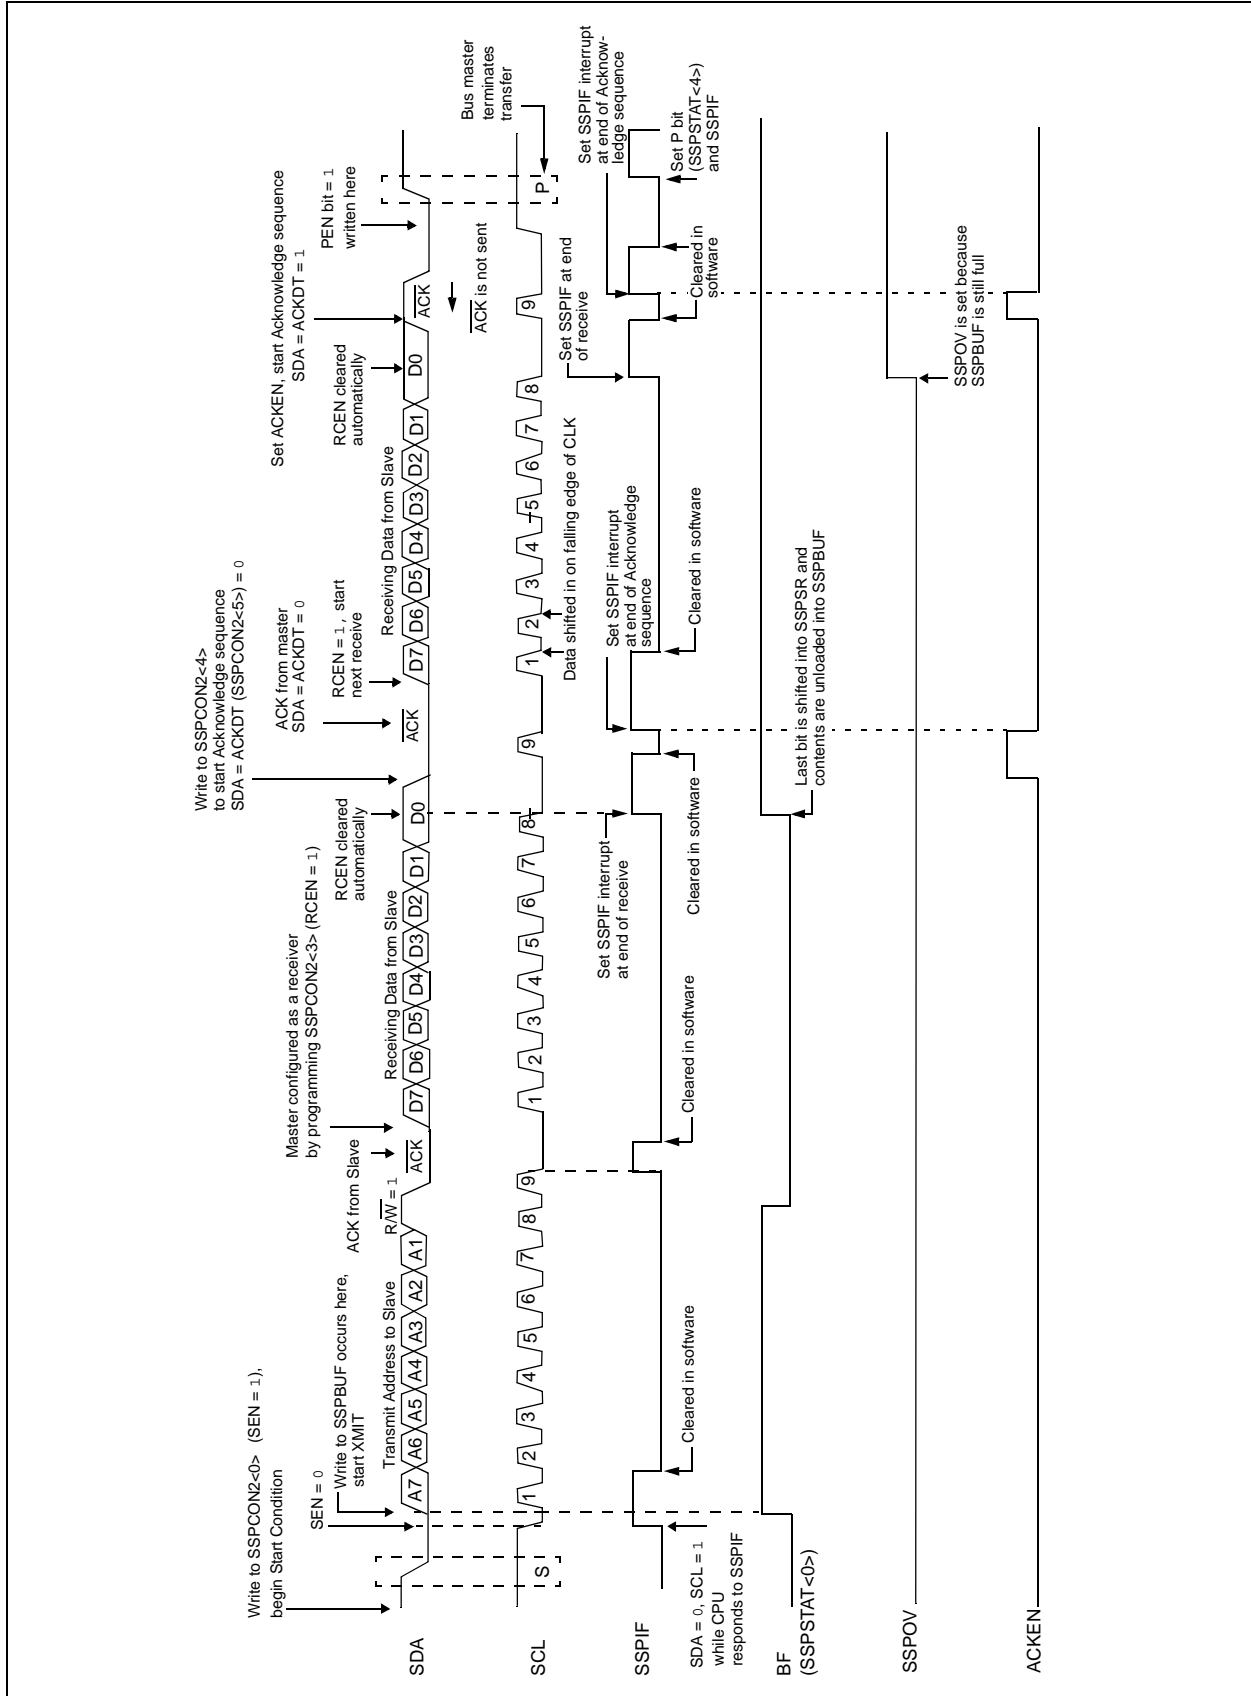 Write to SSPCON2<0> (SEN = 1),
begin Start Condition
SEN = 0
Write to SSPBUF occurs here,
start XMIT
Master configured as a receiver
by programming SSPCON2<3> (RCEN = 1)
ACK from Slave
RCEN cleared
automatically
Write to SSPCON2<4>
to start Acknowledge sequence
SDA = ACKDT (SSPCON2<5>) = 0
ACK from master
SDA = ACKDT = 0
RCEN = 1, start
next receive
Set ACKEN, start Acknowledge sequence
SDA = ACKDT = 1
RCEN cleared
automatically
PEN bit = 1
written here
Transmit Address to Slave
R/W = 1
Receiving Data from Slave
Receiving Data from Slave
SDA
A7 A6 A5 A4 A3 A2 A1 ACK D7 D6 D5 D4 D3 D2 D1 D0 ACK D7 D6 D5 D4 D3 D2 D1 D0 ACK
ACK is not sent
Bus master
terminates
transfer
SCL
S 1 2 3 4 5 6 7 8 9 1 2 3 4 5 6 7 8 9 1 2 3 4 5 6 7 8 9 P
Data shifted in on falling edge of CLK
Set SSPIF interrupt
at end of receive
Set SSPIF interrupt
at end of Acknowledge
sequence
Set SSPIF at end
of receive
Set SSPIF interrupt
at end of Acknow-
ledge sequence
SSPIF
SDA = 0, SCL = 1
while CPU
responds to SSPIF
Cleared in software
Cleared in software
Cleared in software
Cleared in software
Cleared in
software
Set P bit
(SSPSTAT<4>)
and SSPIF
BF
(SSPSTAT<0>)
Last bit is shifted into SSPSR and
contents are unloaded into SSPBUF
SSPOV
SSPOV is set because
SSPBUF is still full
ACKEN